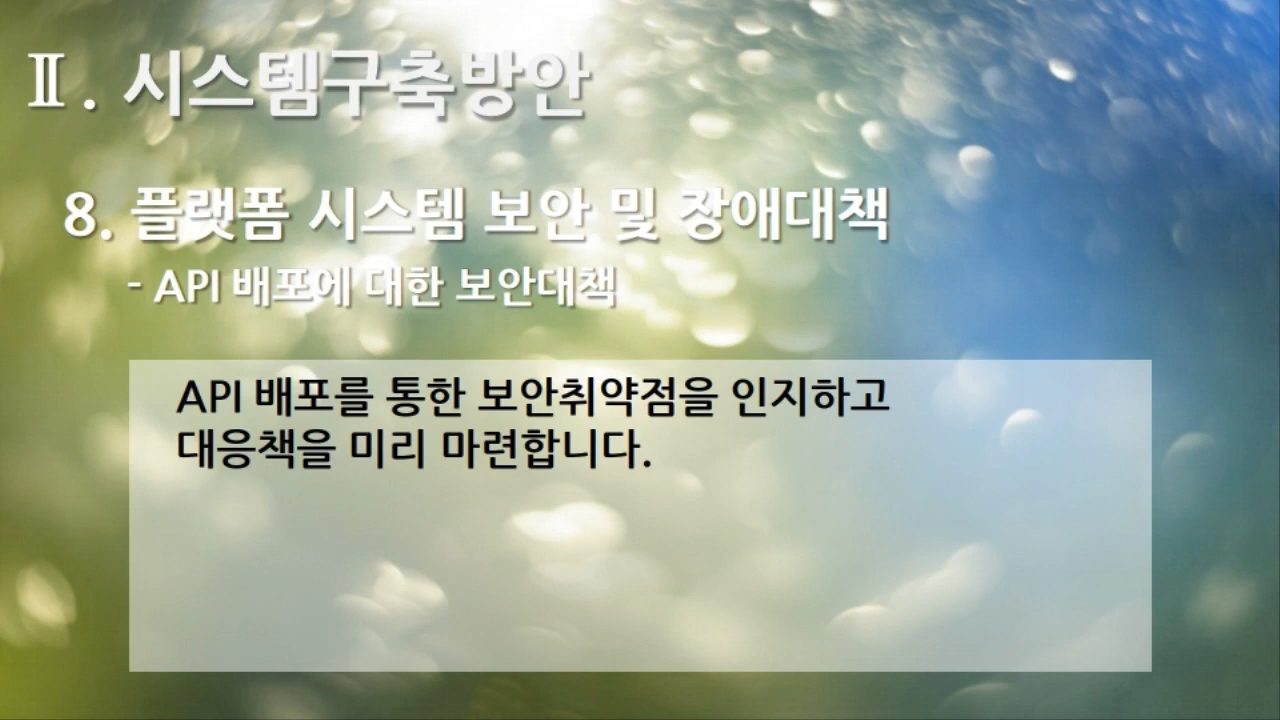 Ⅱ. 시스템구축방안
8. 플랫폼 시스템 보안 및 장애대책
- API 배포에 대한 보안대책
API 배포를 통한 보안취약점을 인지하고
대응책을 미리 마련합니다.